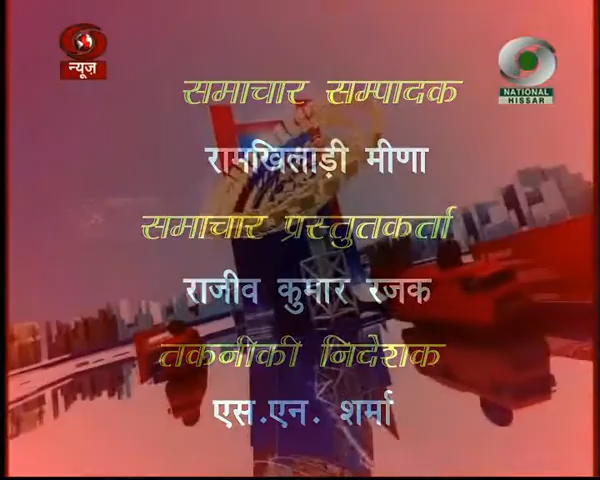 न्यूज़
NATIONAL
HISSAR
समाचार सम्पादक
रामखिलाड़ी मीणा
समाचार प्रस्तुतकर्ता
राजीव कुमार रजक
तकनीकी निदेशक
एस.एन. शर्मा